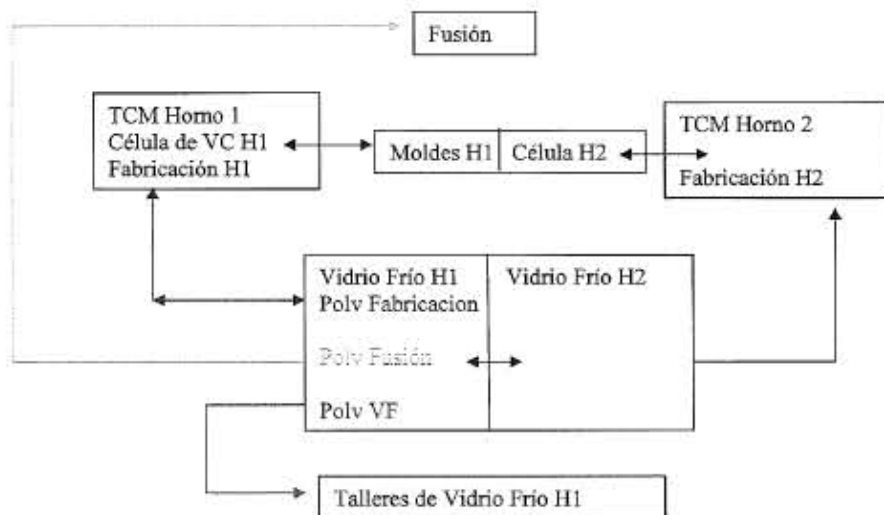 Fusión
TCM Horno 1
Célula de VC H1
Fabricación H1
Moldes H1
Célula H2
TCM Horno 2
Fabricación H2
Vidrio Frío H1
Polv Fabricacion
Polv Fusión
Polv VF
Vidrio Frío H2
Talleres de Vidrio Frío H1